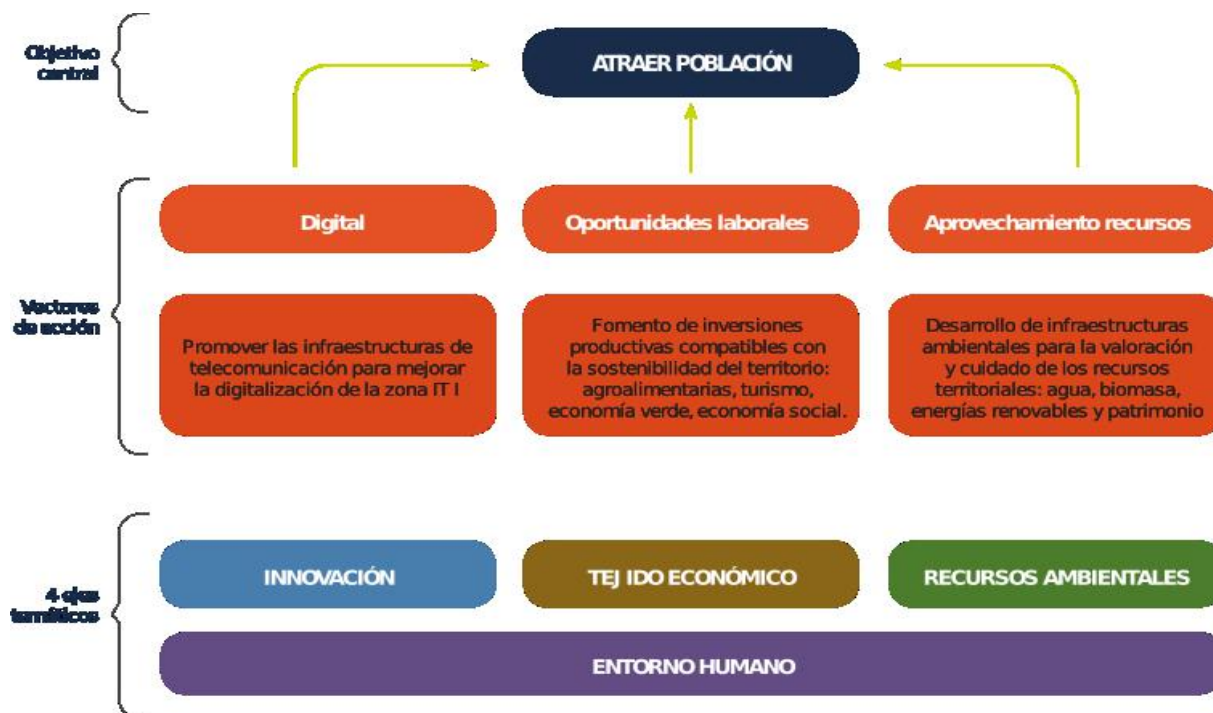 Objetivo
central
ATRAER POBLACIÓN
Vectores
de acción
Digital
Oportunidades laborales
Aprovechamiento recursos
Promover las infraestructuras de
telecomunicación para mejorar
la digitalización de la zona IT I
Fomento de inversiones
productivas compatibles con
la sostenibilidad del territorio:
agroalimentarias, turismo,
economía verde, economía social.
Desarrollo de infraestructuras
ambientales para la valoración
y cuidado de los recursos
territoriales: agua, biomasa,
energías renovables y patrimonio
4 ejes
temáticos
INNOVACIÓN
TEJ IDO ECONÓMICO
RECURSOS AMBIENTALES
ENTORNO HUMANO